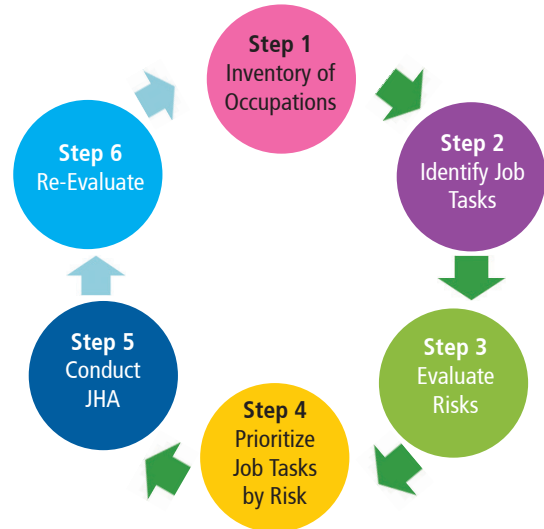 Step 1
Inventory of
Occupations
Step 2
Identify Job
Tasks
Step 3
Evaluate
Risks
Step 4
Prioritize
Job Tasks
by Risk
Step 5
Conduct
JHA
Step 6
Re-Evaluate